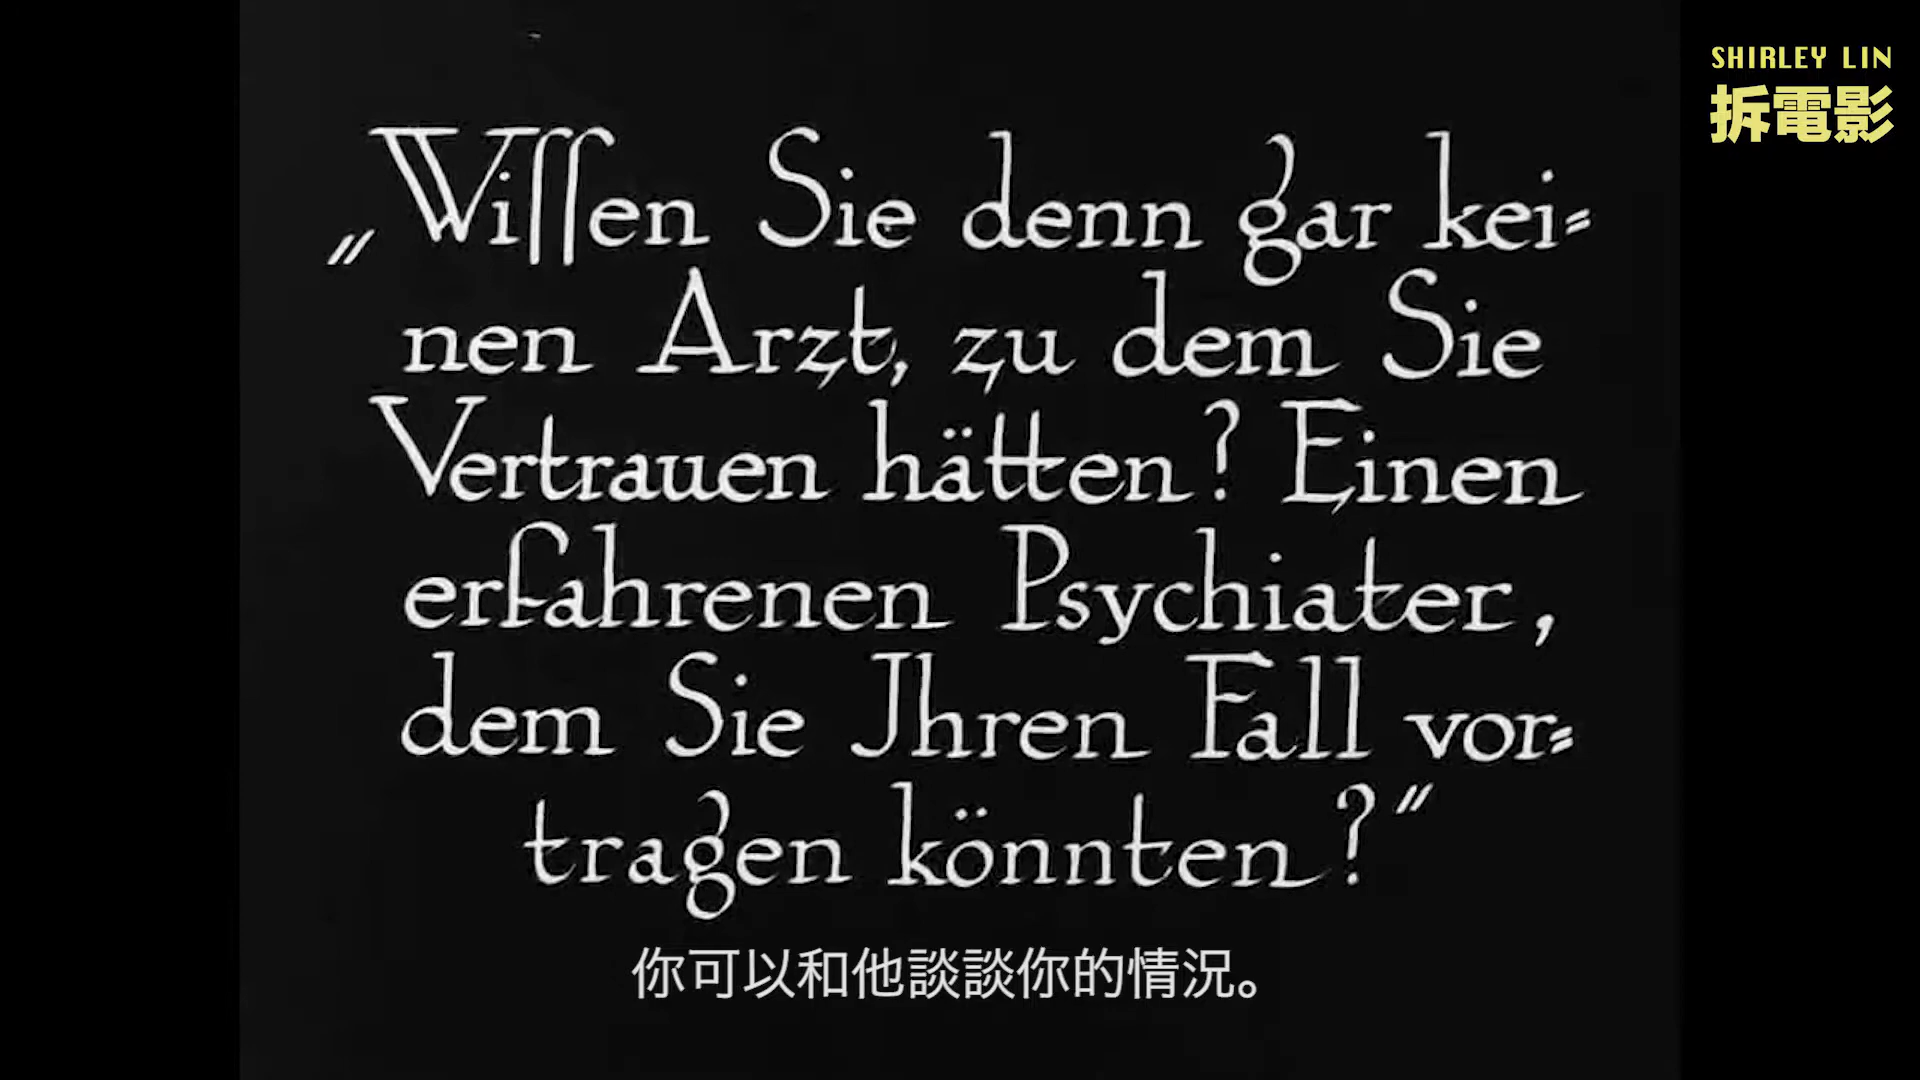 SHIRLEY LIN
拆電影
„Wiſſen Sie denn gar kei=
nen Arzt, zu dem Sie
Vertrauen hätten? Einen
erfahrenen Psychiater,
dem Sie Jhren Fall vor=
tragen könnten?“
你可以和他談談你的情況。